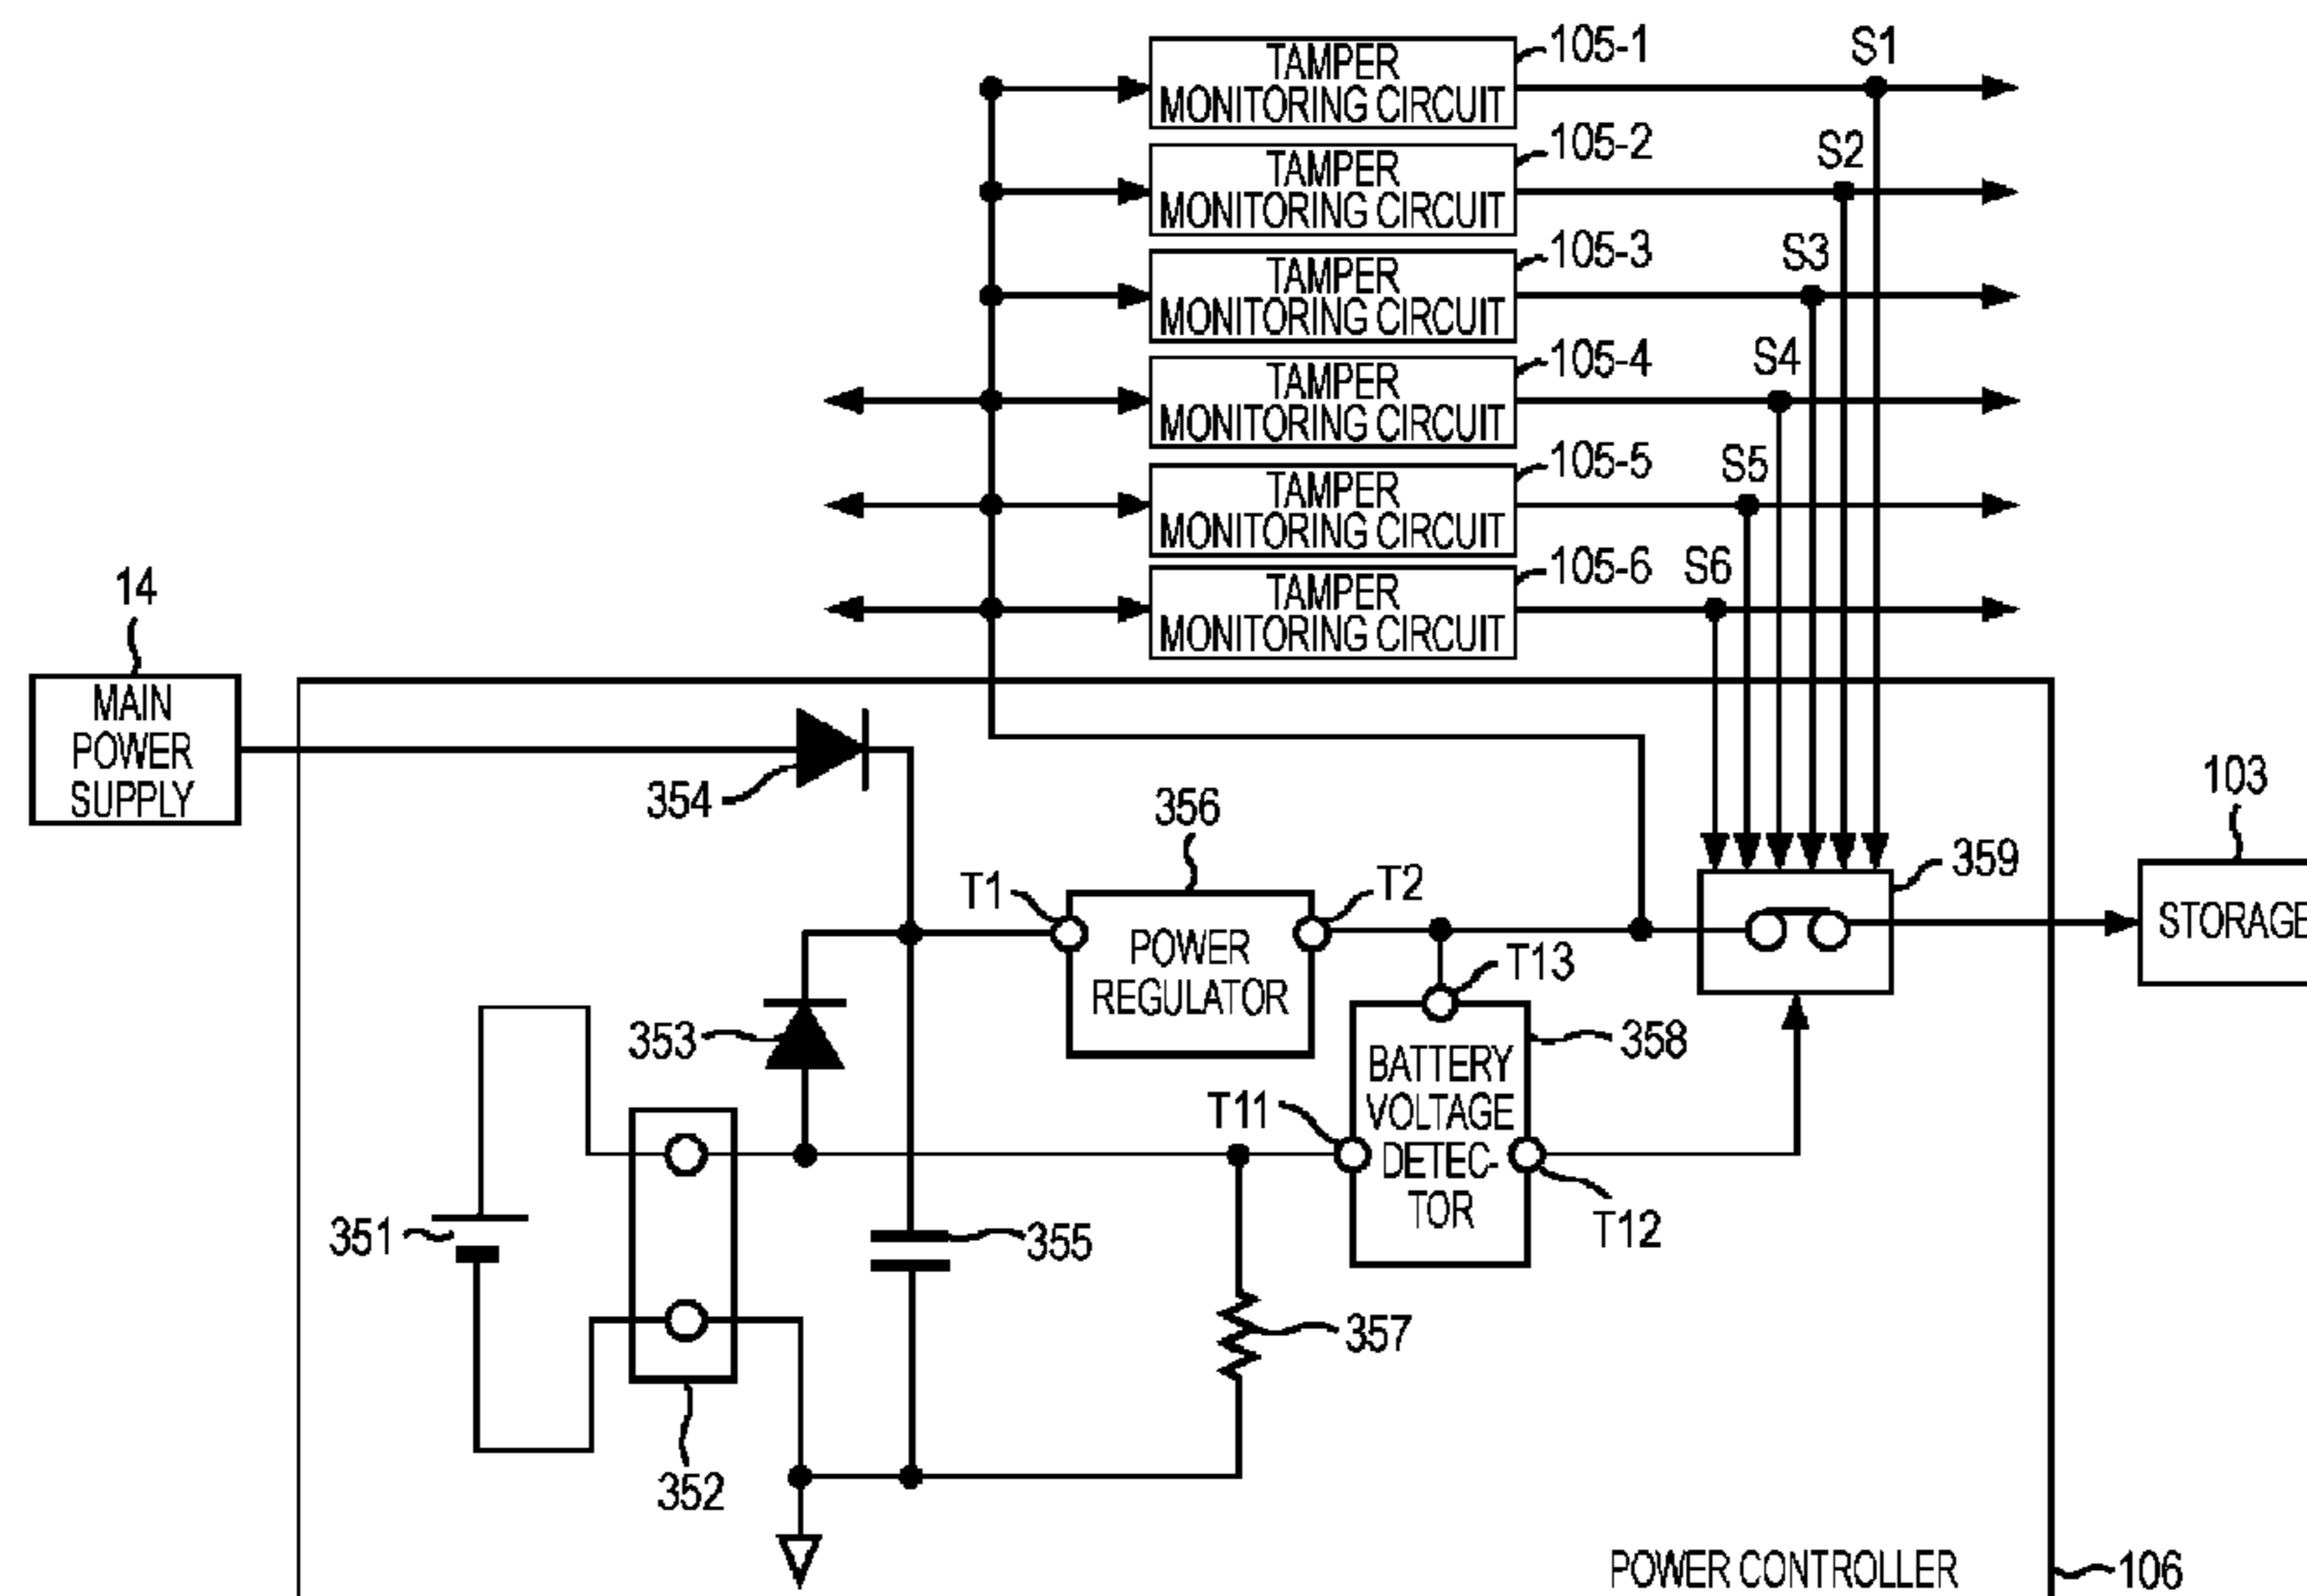 TAMPER
MONITORING CIRCUIT
105-1
S1
TAMPER
MONITORING CIRCUIT
105-2
S2
TAMPER
MONITORING CIRCUIT
105-3
S3
TAMPER
MONITORING CIRCUIT
105-4
S4
TAMPER
MONITORING CIRCUIT
105-5
S5
TAMPER
MONITORING CIRCUIT
105-6
S6
14
MAIN
POWER
SUPPLY
354
356
T1
T2
POWER
REGULATOR
359
103
STORAGE
353
T13
358
BATTERY
VOLTAGE
DETEC-
TOR
T11
T12
351
355
357
352
POWER CONTROLLER
106